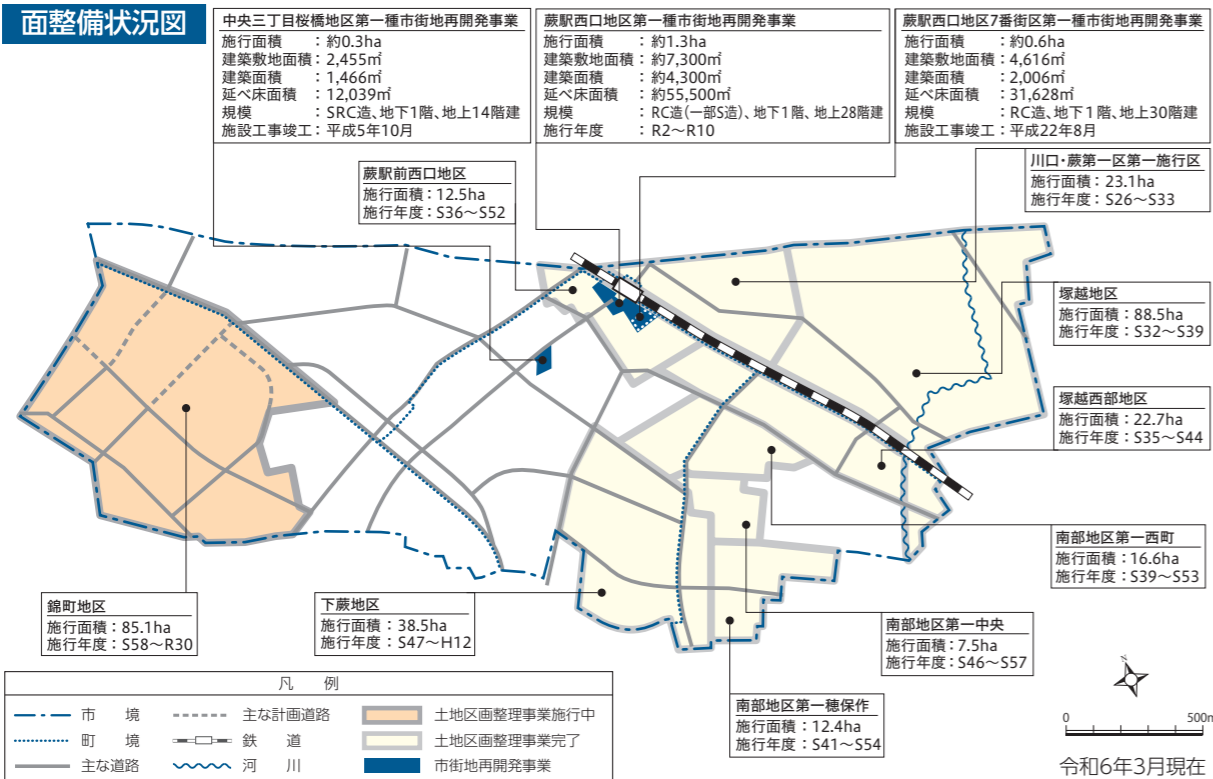 面整備状況図
中央三丁目桜橋地区第一種市街地再開発事業
施行面積 ：約0.3ha
建築敷地面積：2,455㎡
建築面積 ：1,466㎡
延べ床面積 ：12,039㎡
規模 ：SRC造、地下1階、地上14階建
施設工事竣工：平成5年10月
蕨駅西口地区第一種市街地再開発事業
施行面積 ：約1.3ha
建築敷地面積：約7,300㎡
建築面積 ：約4,300㎡
延べ床面積 ：約55,500㎡
規模 ：RC造(一部S造)、地下1階、地上28階建
施行年度 ：R2～R10
蕨駅西口地区7番街区第一種市街地再開発事業
施行面積 ：約0.6ha
建築敷地面積：4,616㎡
建築面積 ：2,006㎡
延べ床面積 ：31,628㎡
規模 ：RC造、地下1階、地上30階建
施設工事竣工：平成22年8月
蕨駅前西口地区
施行面積：12.5ha
施行年度：S36～S52
川口・蕨第一区第一施行区
施行面積：23.1ha
施行年度：S26～S33
塚越地区
施行面積：88.5ha
施行年度：S32～S39
塚越西部地区
施行面積：22.7ha
施行年度：S35～S44
南部地区第一西町
施行面積：16.6ha
施行年度：S39～S53
錦町地区
施行面積：85.1ha
施行年度：S58～R30
下蕨地区
施行面積：38.5ha
施行年度：S47～H12
南部地区第一中央
施行面積：7.5ha
施行年度：S46～S57
南部地区第一穂保作
施行面積：12.4ha
施行年度：S41～S54
凡 例
市 境
町 境
主な道路
主な計画道路
鉄 道
河 川
土地区画整理事業施行中
土地区画整理事業完了
市街地再開発事業
N
0 500m
令和6年3月現在